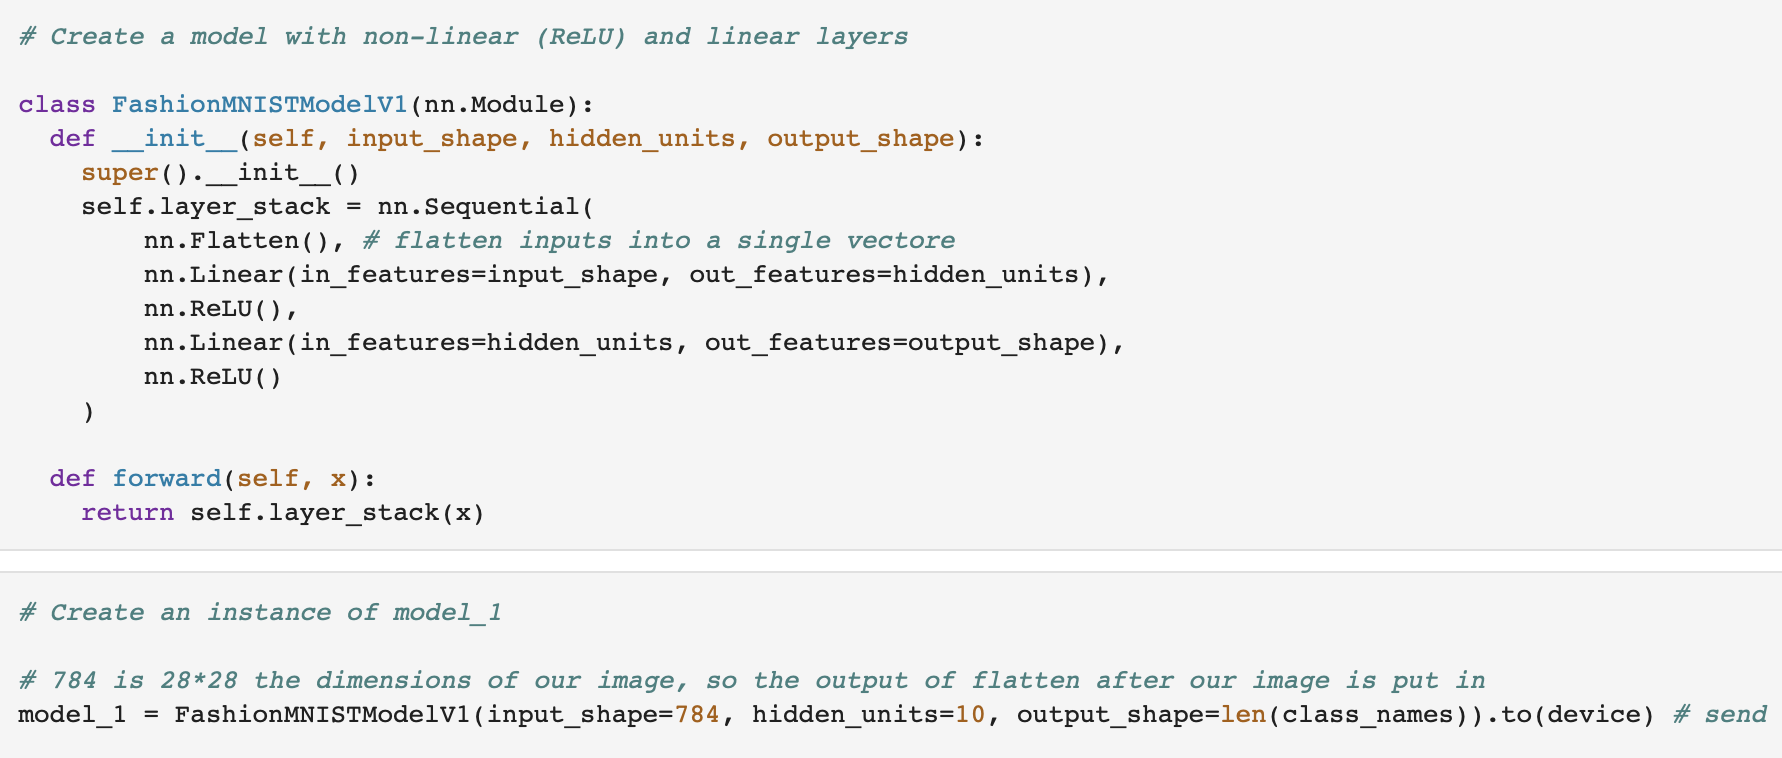 # Create a model with non-linear (ReLU) and linear layers
class FashionMNISTModelV1(nn.Module):
  def __init__(self, input_shape, hidden_units, output_shape):
    super().__init__()
    self.layer_stack = nn.Sequential(
        nn.Flatten(), # flatten inputs into a single vectore
        nn.Linear(in_features=input_shape, out_features=hidden_units),
        nn.ReLU(),
        nn.Linear(in_features=hidden_units, out_features=output_shape),
        nn.ReLU()
    )
  def forward(self, x):
    return self.layer_stack(x)
# Create an instance of model_1
# 784 is 28*28 the dimensions of our image, so the output of flatten after our image is put in
model_1 = FashionMNISTModelV1(input_shape=784, hidden_units=10, output_shape=len(class_names)).to(device) # send